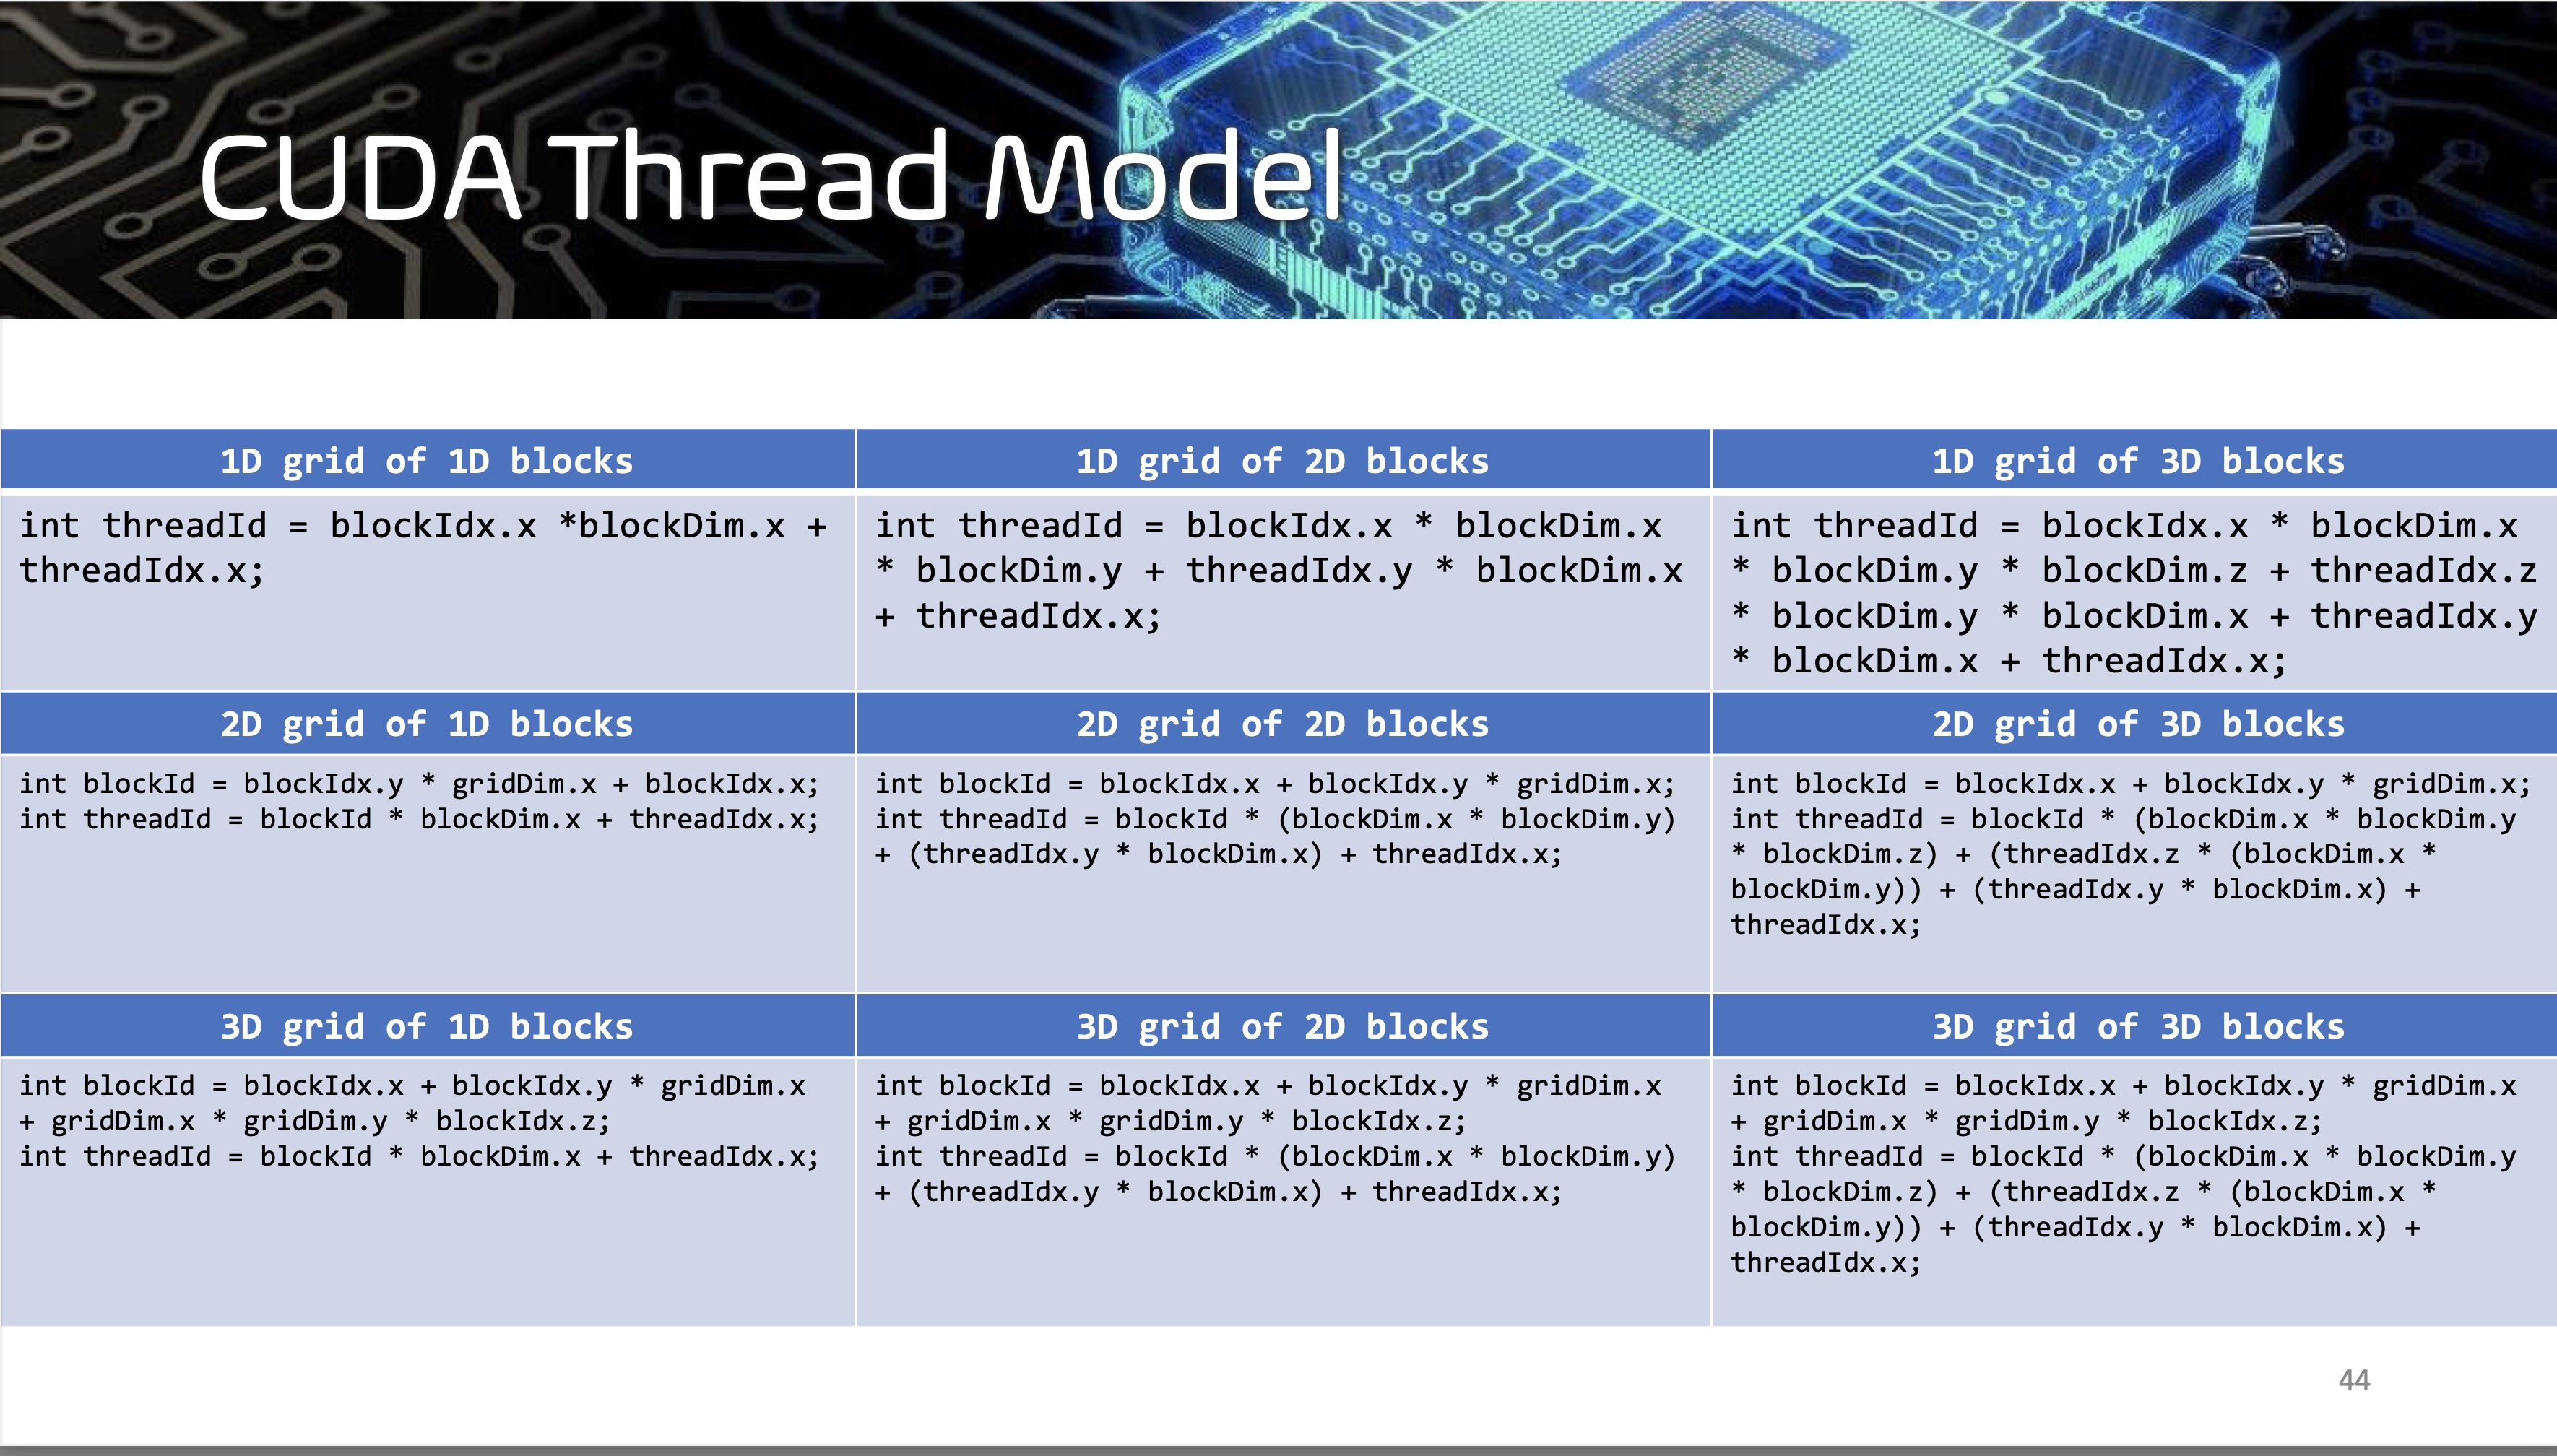 CUDA Thread Model
1D grid of 1D blocks
1D grid of 2D blocks
1D grid of 3D blocks
int threadId = blockIdx.x *blockDim.x +
threadIdx.x;
int threadId = blockIdx.x * blockDim.x
* blockDim.y + threadIdx.y * blockDim.x
+ threadIdx.x;
int threadId = blockIdx.x * blockDim.x
* blockDim.y * blockDim.z + threadIdx.z
* blockDim.y * blockDim.x + threadIdx.y
* blockDim.x + threadIdx.x;
2D grid of 1D blocks
2D grid of 2D blocks
2D grid of 3D blocks
int blockId = blockIdx.y * gridDim.x + blockIdx.x;
int threadId = blockId * blockDim.x + threadIdx.x;
int blockId = blockIdx.x + blockIdx.y * gridDim.x;
int threadId = blockId * (blockDim.x * blockDim.y)
+ (threadIdx.y * blockDim.x) + threadIdx.x;
int blockId = blockIdx.x + blockIdx.y * gridDim.x;
int threadId = blockId * (blockDim.x * blockDim.y
* blockDim.z) + (threadIdx.z * (blockDim.x *
blockDim.y)) + (threadIdx.y * blockDim.x) +
threadIdx.x;
3D grid of 1D blocks
3D grid of 2D blocks
3D grid of 3D blocks
int blockId = blockIdx.x + blockIdx.y * gridDim.x
+ gridDim.x * gridDim.y * blockIdx.z;
int threadId = blockId * blockDim.x + threadIdx.x;
int blockId = blockIdx.x + blockIdx.y * gridDim.x
+ gridDim.x * gridDim.y * blockIdx.z;
int threadId = blockId * (blockDim.x * blockDim.y)
+ (threadIdx.y * blockDim.x) + threadIdx.x;
int blockId = blockIdx.x + blockIdx.y * gridDim.x
+ gridDim.x * gridDim.y * blockIdx.z;
int threadId = blockId * (blockDim.x * blockDim.y
* blockDim.z) + (threadIdx.z * (blockDim.x *
blockDim.y)) + (threadIdx.y * blockDim.x) +
threadIdx.x;
44